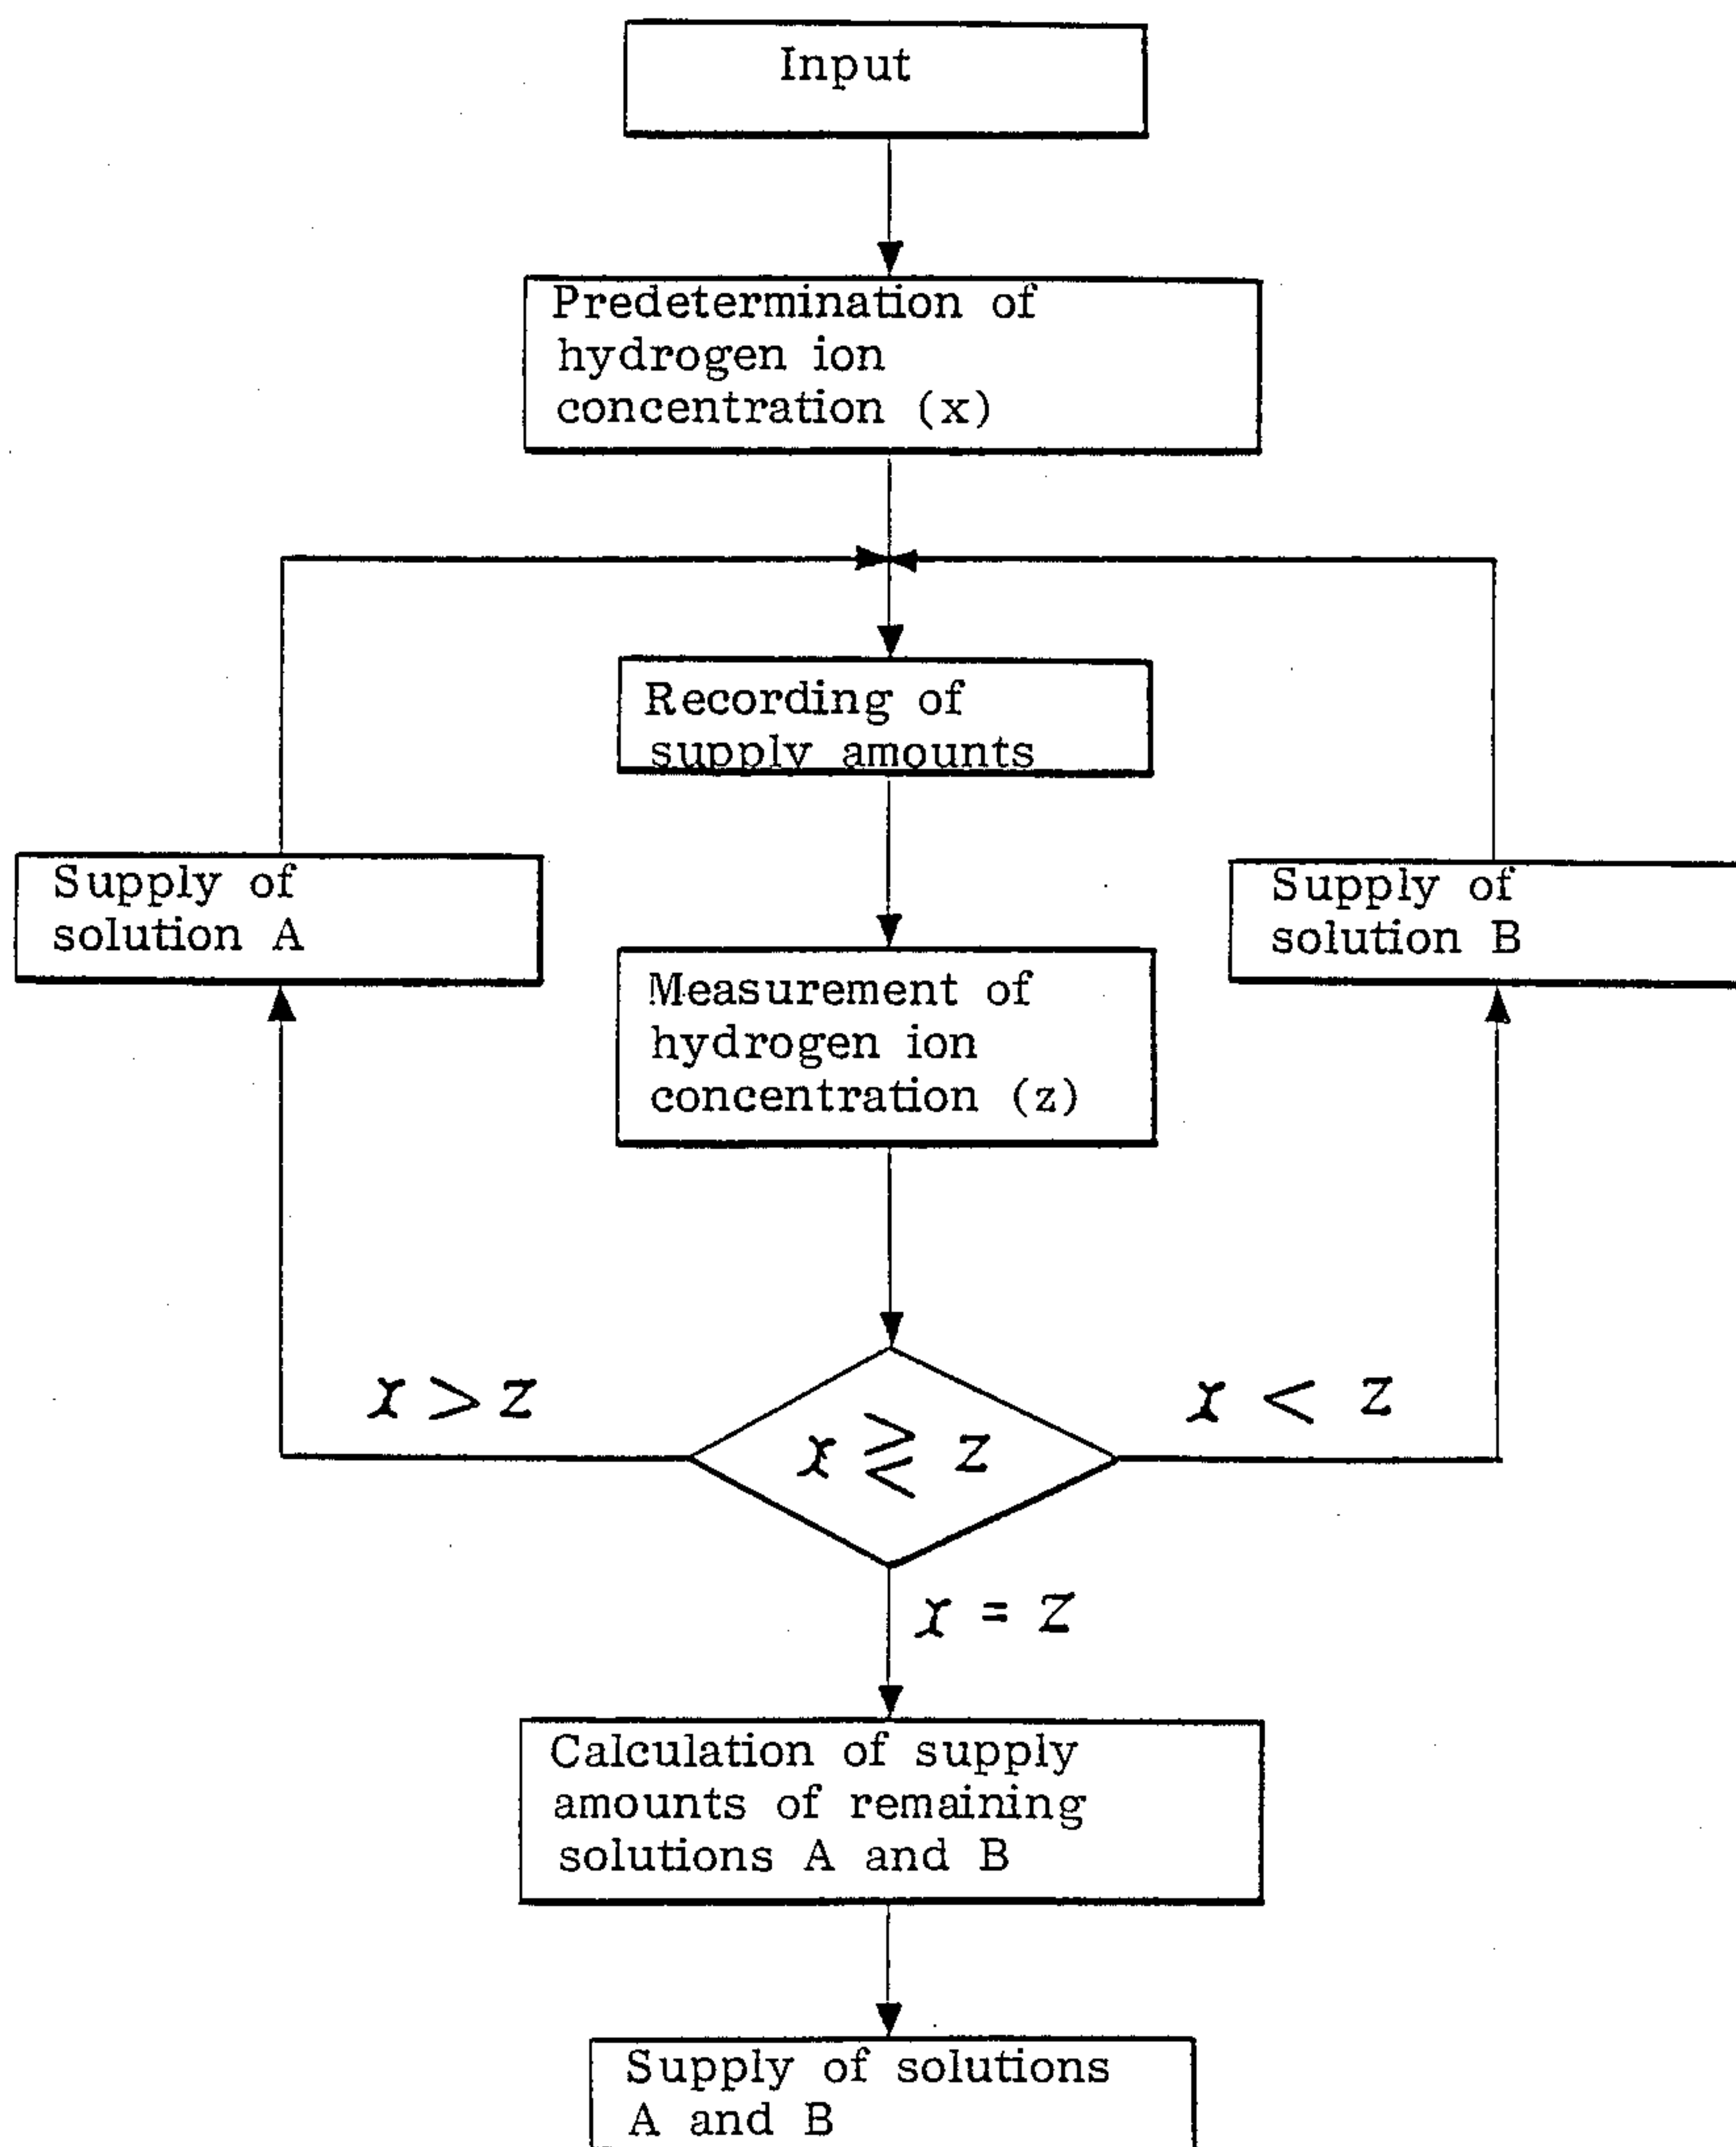 Input
Predetermination of
hydrogen ion
concentration (x)
Recording of
supply amounts
Supply of
solution A
Supply of
solution B
Measurement of
hydrogen ion
concentration (z)
x > z
x ≷ z
x < z
x = z
Calculation of supply
amounts of remaining
solutions A and B
Supply of solutions
A and B